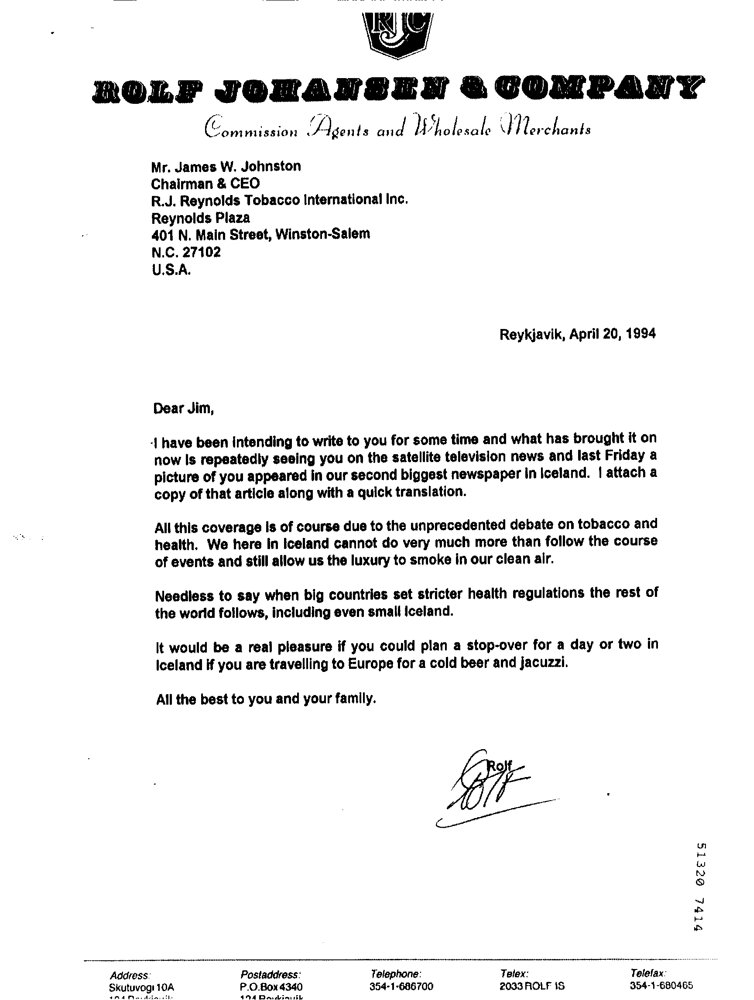 RJC
ROLF JOHANSEN & COMPANY
Commission Agents and Wholesale Merchants
Mr. James W. Johnston
Chairman & CEO
R.J. Reynolds Tobacco International Inc.
Reynolds Plaza
401 N. Main Street, Winston-Salem
N.C. 27102
U.S.A.
Reykjavik, April 20, 1994
Dear Jim,
I have been intending to write to you for some time and what has brought it on
now is repeatedly seeing you on the satellite television news and last Friday a
picture of you appeared in our second biggest newspaper in Iceland. I attach a
copy of that article along with a quick translation.
All this coverage is of course due to the unprecedented debate on tobacco and
health. We here in Iceland cannot do very much more than follow the course
of events and still allow us the luxury to smoke in our clean air.
Needless to say when big countries set stricter health regulations the rest of
the world follows, including even small Iceland.
It would be a real pleasure if you could plan a stop-over for a day or two in
Iceland if you are travelling to Europe for a cold beer and jacuzzi.
All the best to you and your family.
Rolf
51320 7414
Address: Postaddress: Telephone: Telex: Telefax:
Skutuvogi 10A P.O.Box 4340 354-1-686700 2033 ROLF IS 354-1-680465